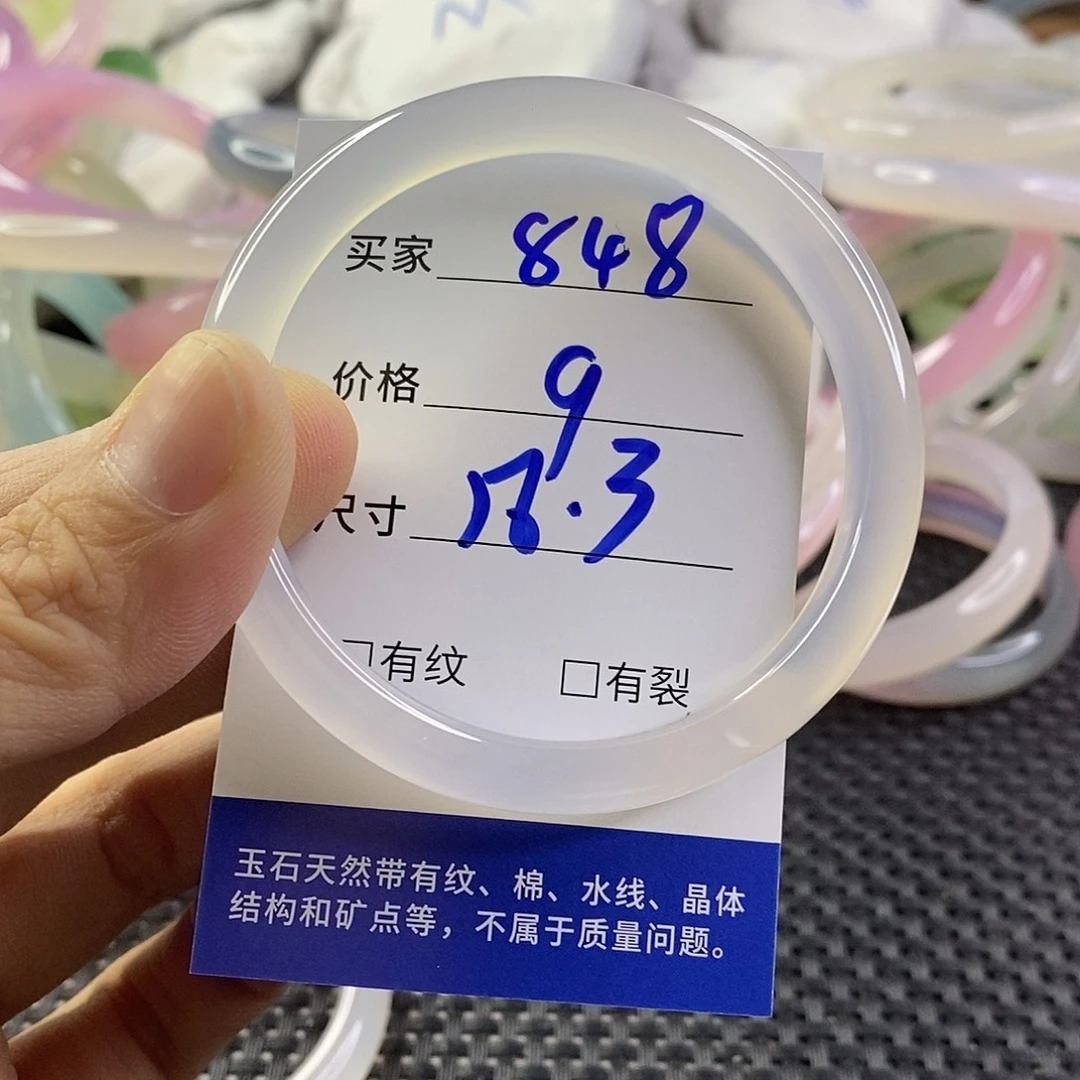 买家 848
价格 9
尺寸 .3
有纹 □有裂
玉石天然带有纹、棉、水线、晶体
结构和矿点等，不属于质量问题。